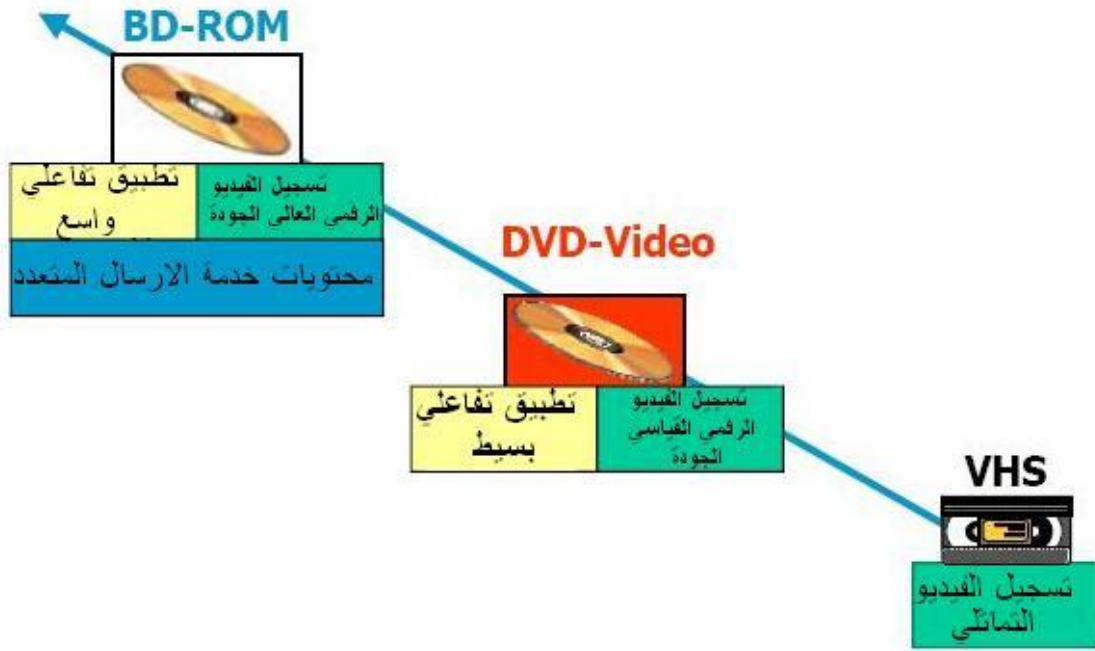 BD-ROM
تطبيق تفاعلي
واسع
تسجيل الفيديو
الرقمي العالي الجودة
محتويات خدمة الارسال المتعدد
DVD-Video
تطبيق تفاعلي
بسيط
تسجيل الفيديو
الرقمي القياسي
الجودة
VHS
تسجيل الفيديو
التماثلي